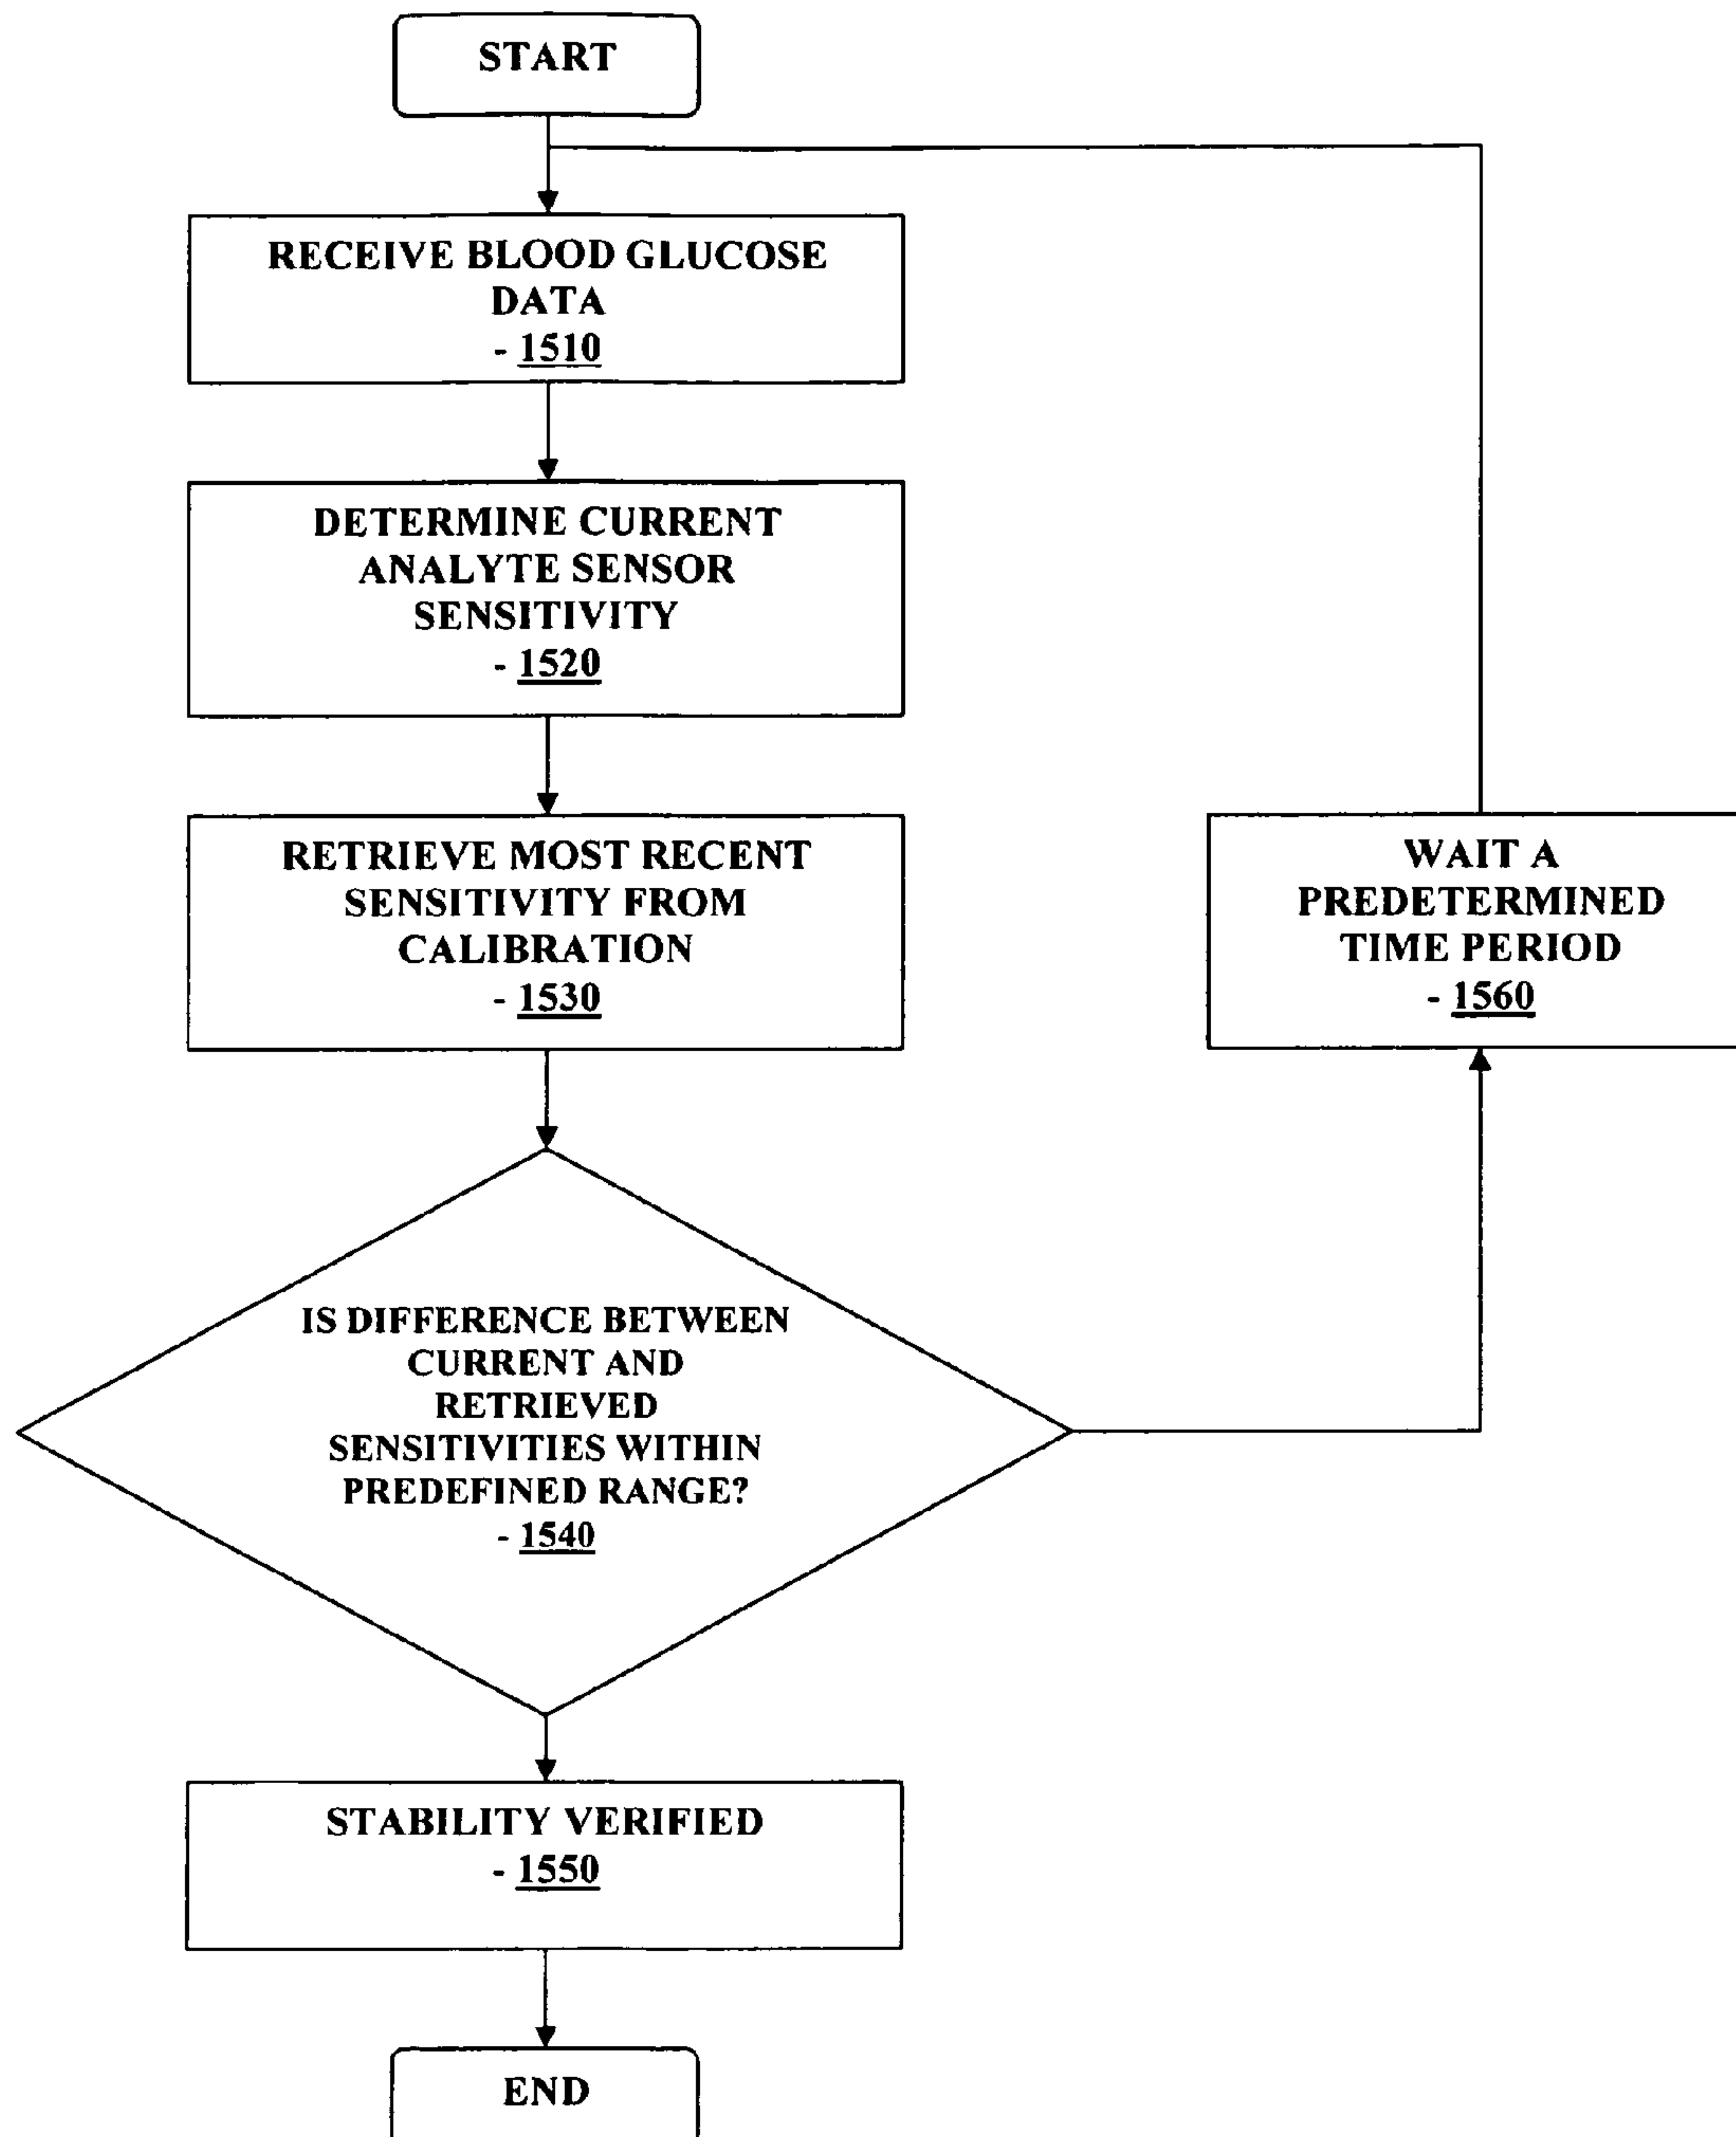 START
RECEIVE BLOOD GLUCOSE
DATA
- 1510
DETERMINE CURRENT
ANALYTE SENSOR
SENSITIVITY
- 1520
RETRIEVE MOST RECENT
SENSITIVITY FROM
CALIBRATION
- 1530
WAIT A
PREDETERMINED
TIME PERIOD
- 1560
IS DIFFERENCE BETWEEN
CURRENT AND
RETRIEVED
SENSITIVITIES WITHIN
PREDEFINED RANGE?
- 1540
STABILITY VERIFIED
- 1550
END